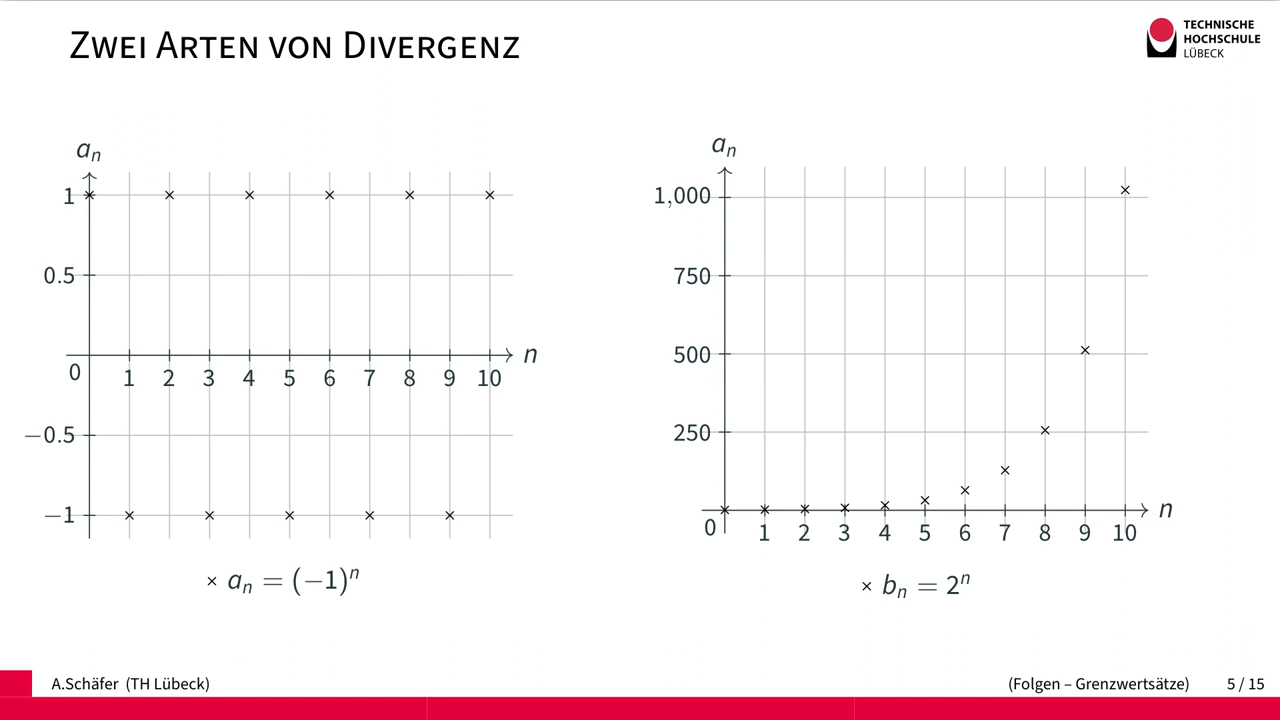 Zwei Arten von Divergenz
TECHNISCHE
HOCHSCHULE
LÜBECK
aₙ
1
0.5
0
−0.5
−1
1 2 3 4 5 6 7 8 9 10
n
× aₙ = (−1)ⁿ
aₙ
1,000
750
500
250
0
1 2 3 4 5 6 7 8 9 10
n
× bₙ = 2ⁿ
A.Schäfer (TH Lübeck)
(Folgen – Grenzwertsätze) 5 / 15